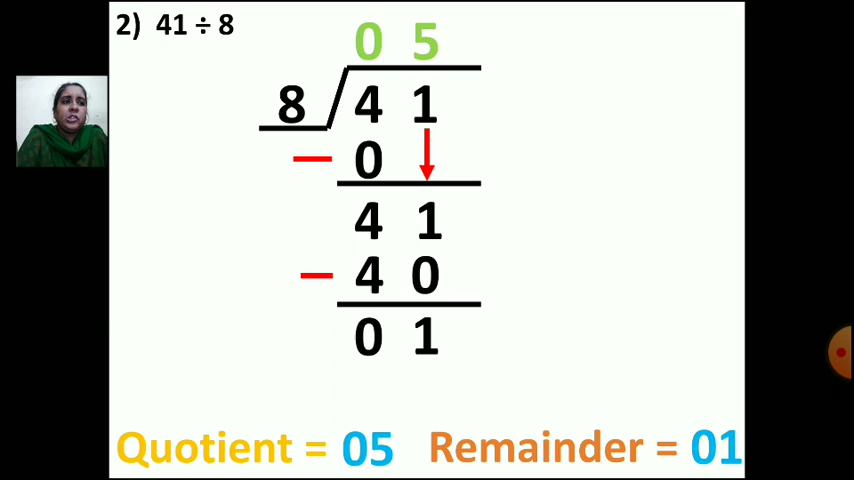 2) 41 ÷ 8
0 5
8 4 1
− 0
4 1
− 4 0
0 1
Quotient = 05 Remainder = 01